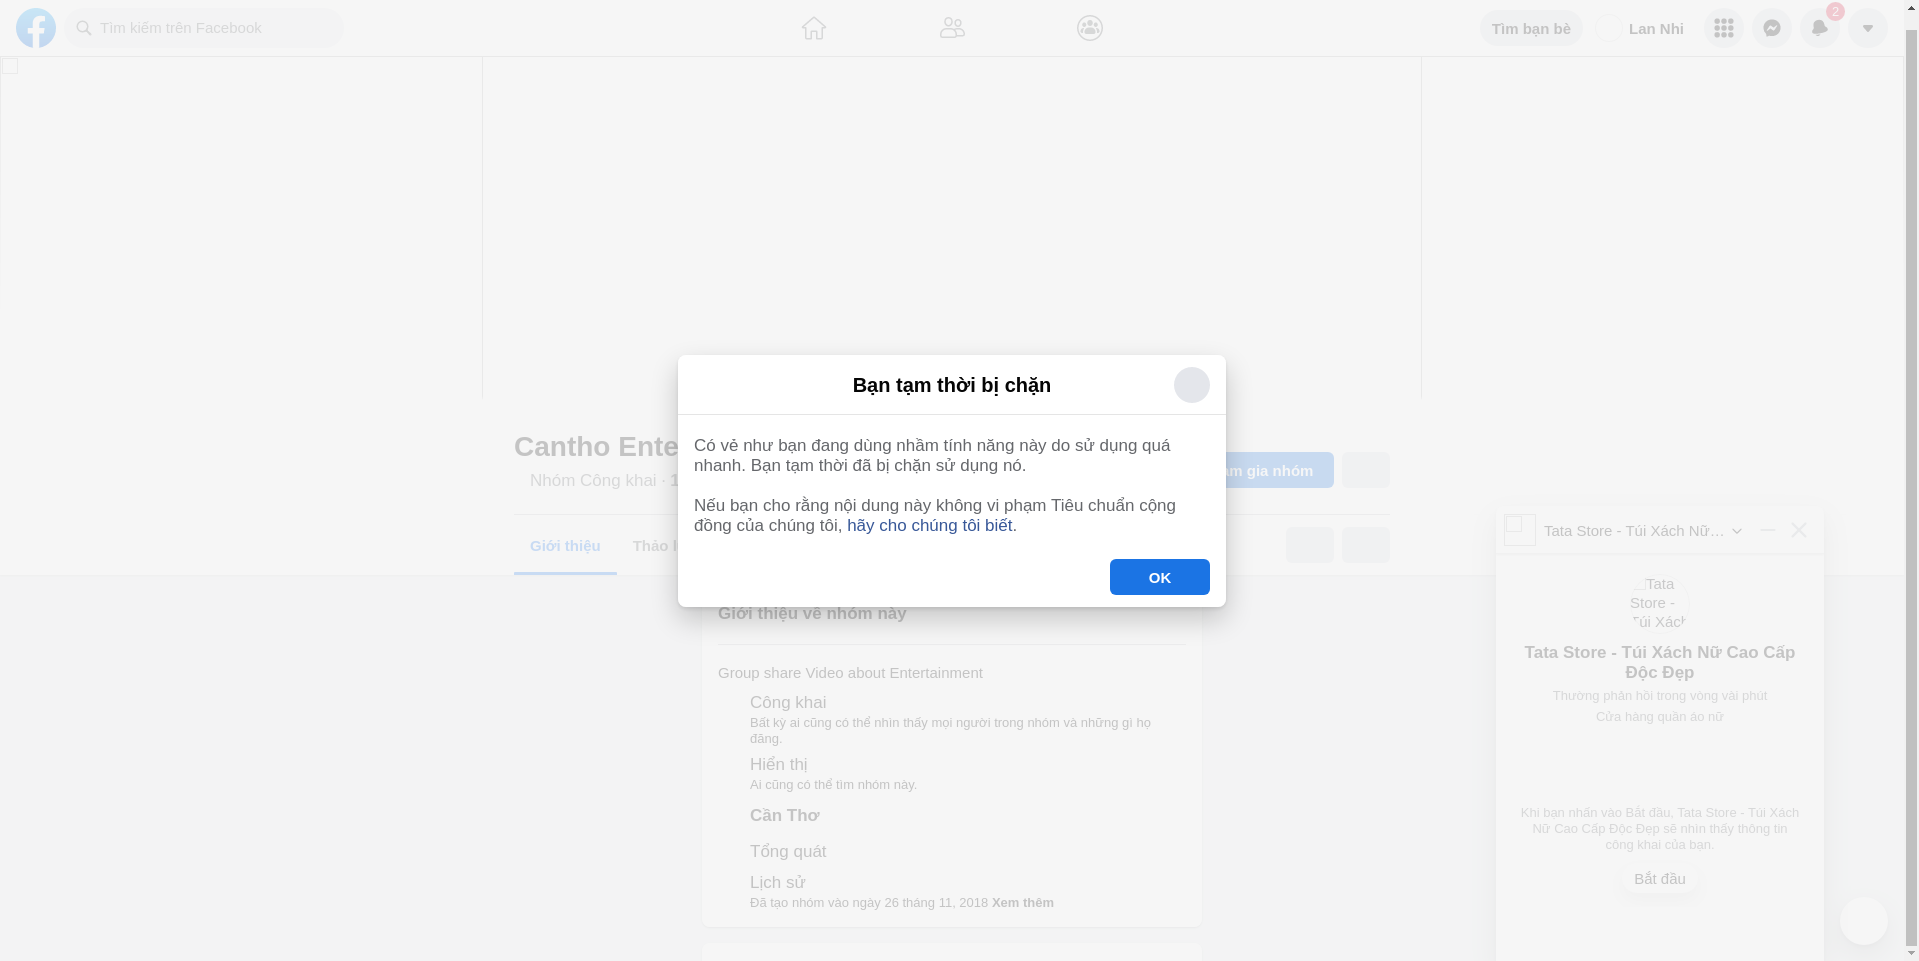 Tìm kiếm trên Facebook
Tìm bạn bè
Lan Nhi
2
Bạn tạm thời bị chặn
Có vẻ như bạn đang dùng nhầm tính năng này do sử dụng quá
nhanh. Bạn tạm thời đã bị chặn sử dụng nó.
Nếu bạn cho rằng nội dung này không vi phạm Tiêu chuẩn cộng
đồng của chúng tôi, hãy cho chúng tôi biết.
OK
Cantho
Nhóm Công khai ·
gia nhóm
Giới thiệu
Thảo
Giới thiệu về nhóm này
Group share Video about Entertainment
Công khai
Bất kỳ ai cũng có thể nhìn thấy mọi người trong nhóm và những gì họ
đăng.
Hiển thị
Ai cũng có thể tìm nhóm này.
Cần Thơ
Tổng quát
Lịch sử
Đã tạo nhóm vào ngày 26 tháng 11, 2018 Xem thêm
Tata Store - Túi Xách Nữ…
Tata
Store -
Túi Xách
Tata Store - Túi Xách Nữ Cao Cấp
Độc Đẹp
Thường phản hồi trong vòng vài phút
Cửa hàng quần áo nữ
Khi bạn nhấn vào Bắt đầu, Tata Store - Túi Xách
Nữ Cao Cấp Độc Đẹp sẽ nhìn thấy thông tin
công khai của bạn.
Bắt đầu